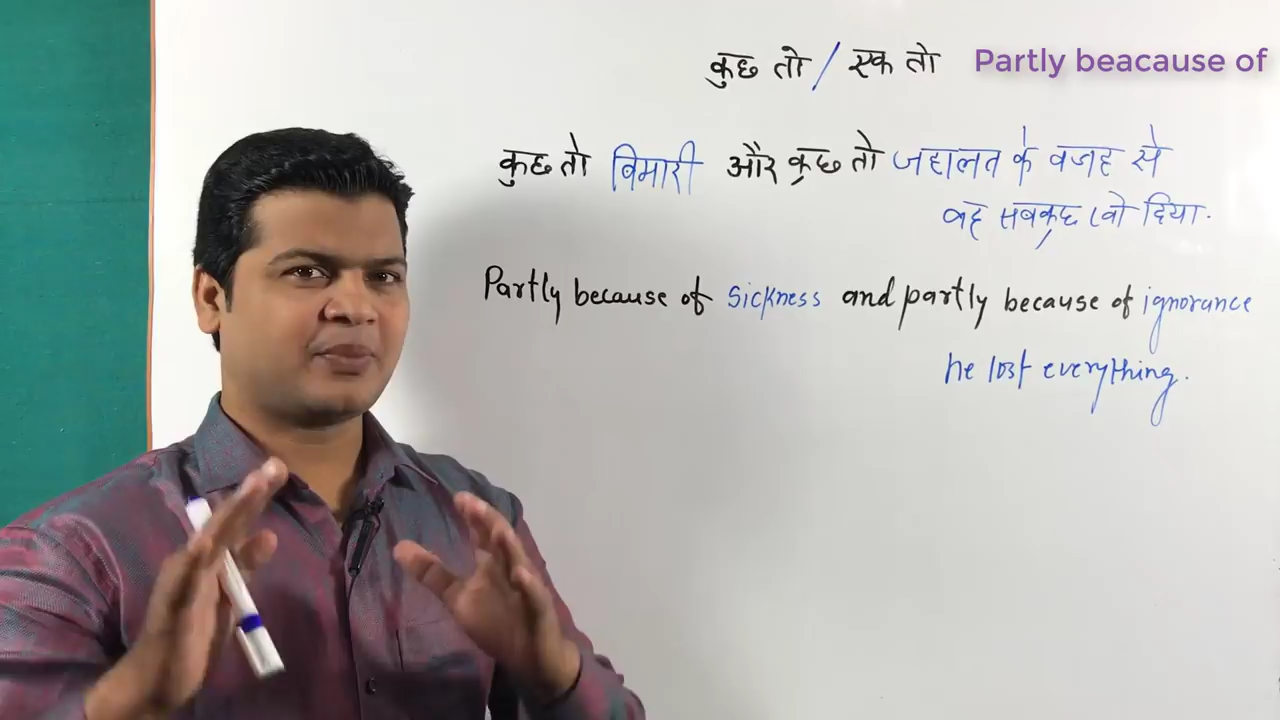 कुछ तो / एक तो Partly beacause of
कुछ तो बिमारी और कुछ तो जहालत के वजह से
वह सबकुछ खो दिया.
Partly because of sickness and partly because of ignorance
he lost everything.